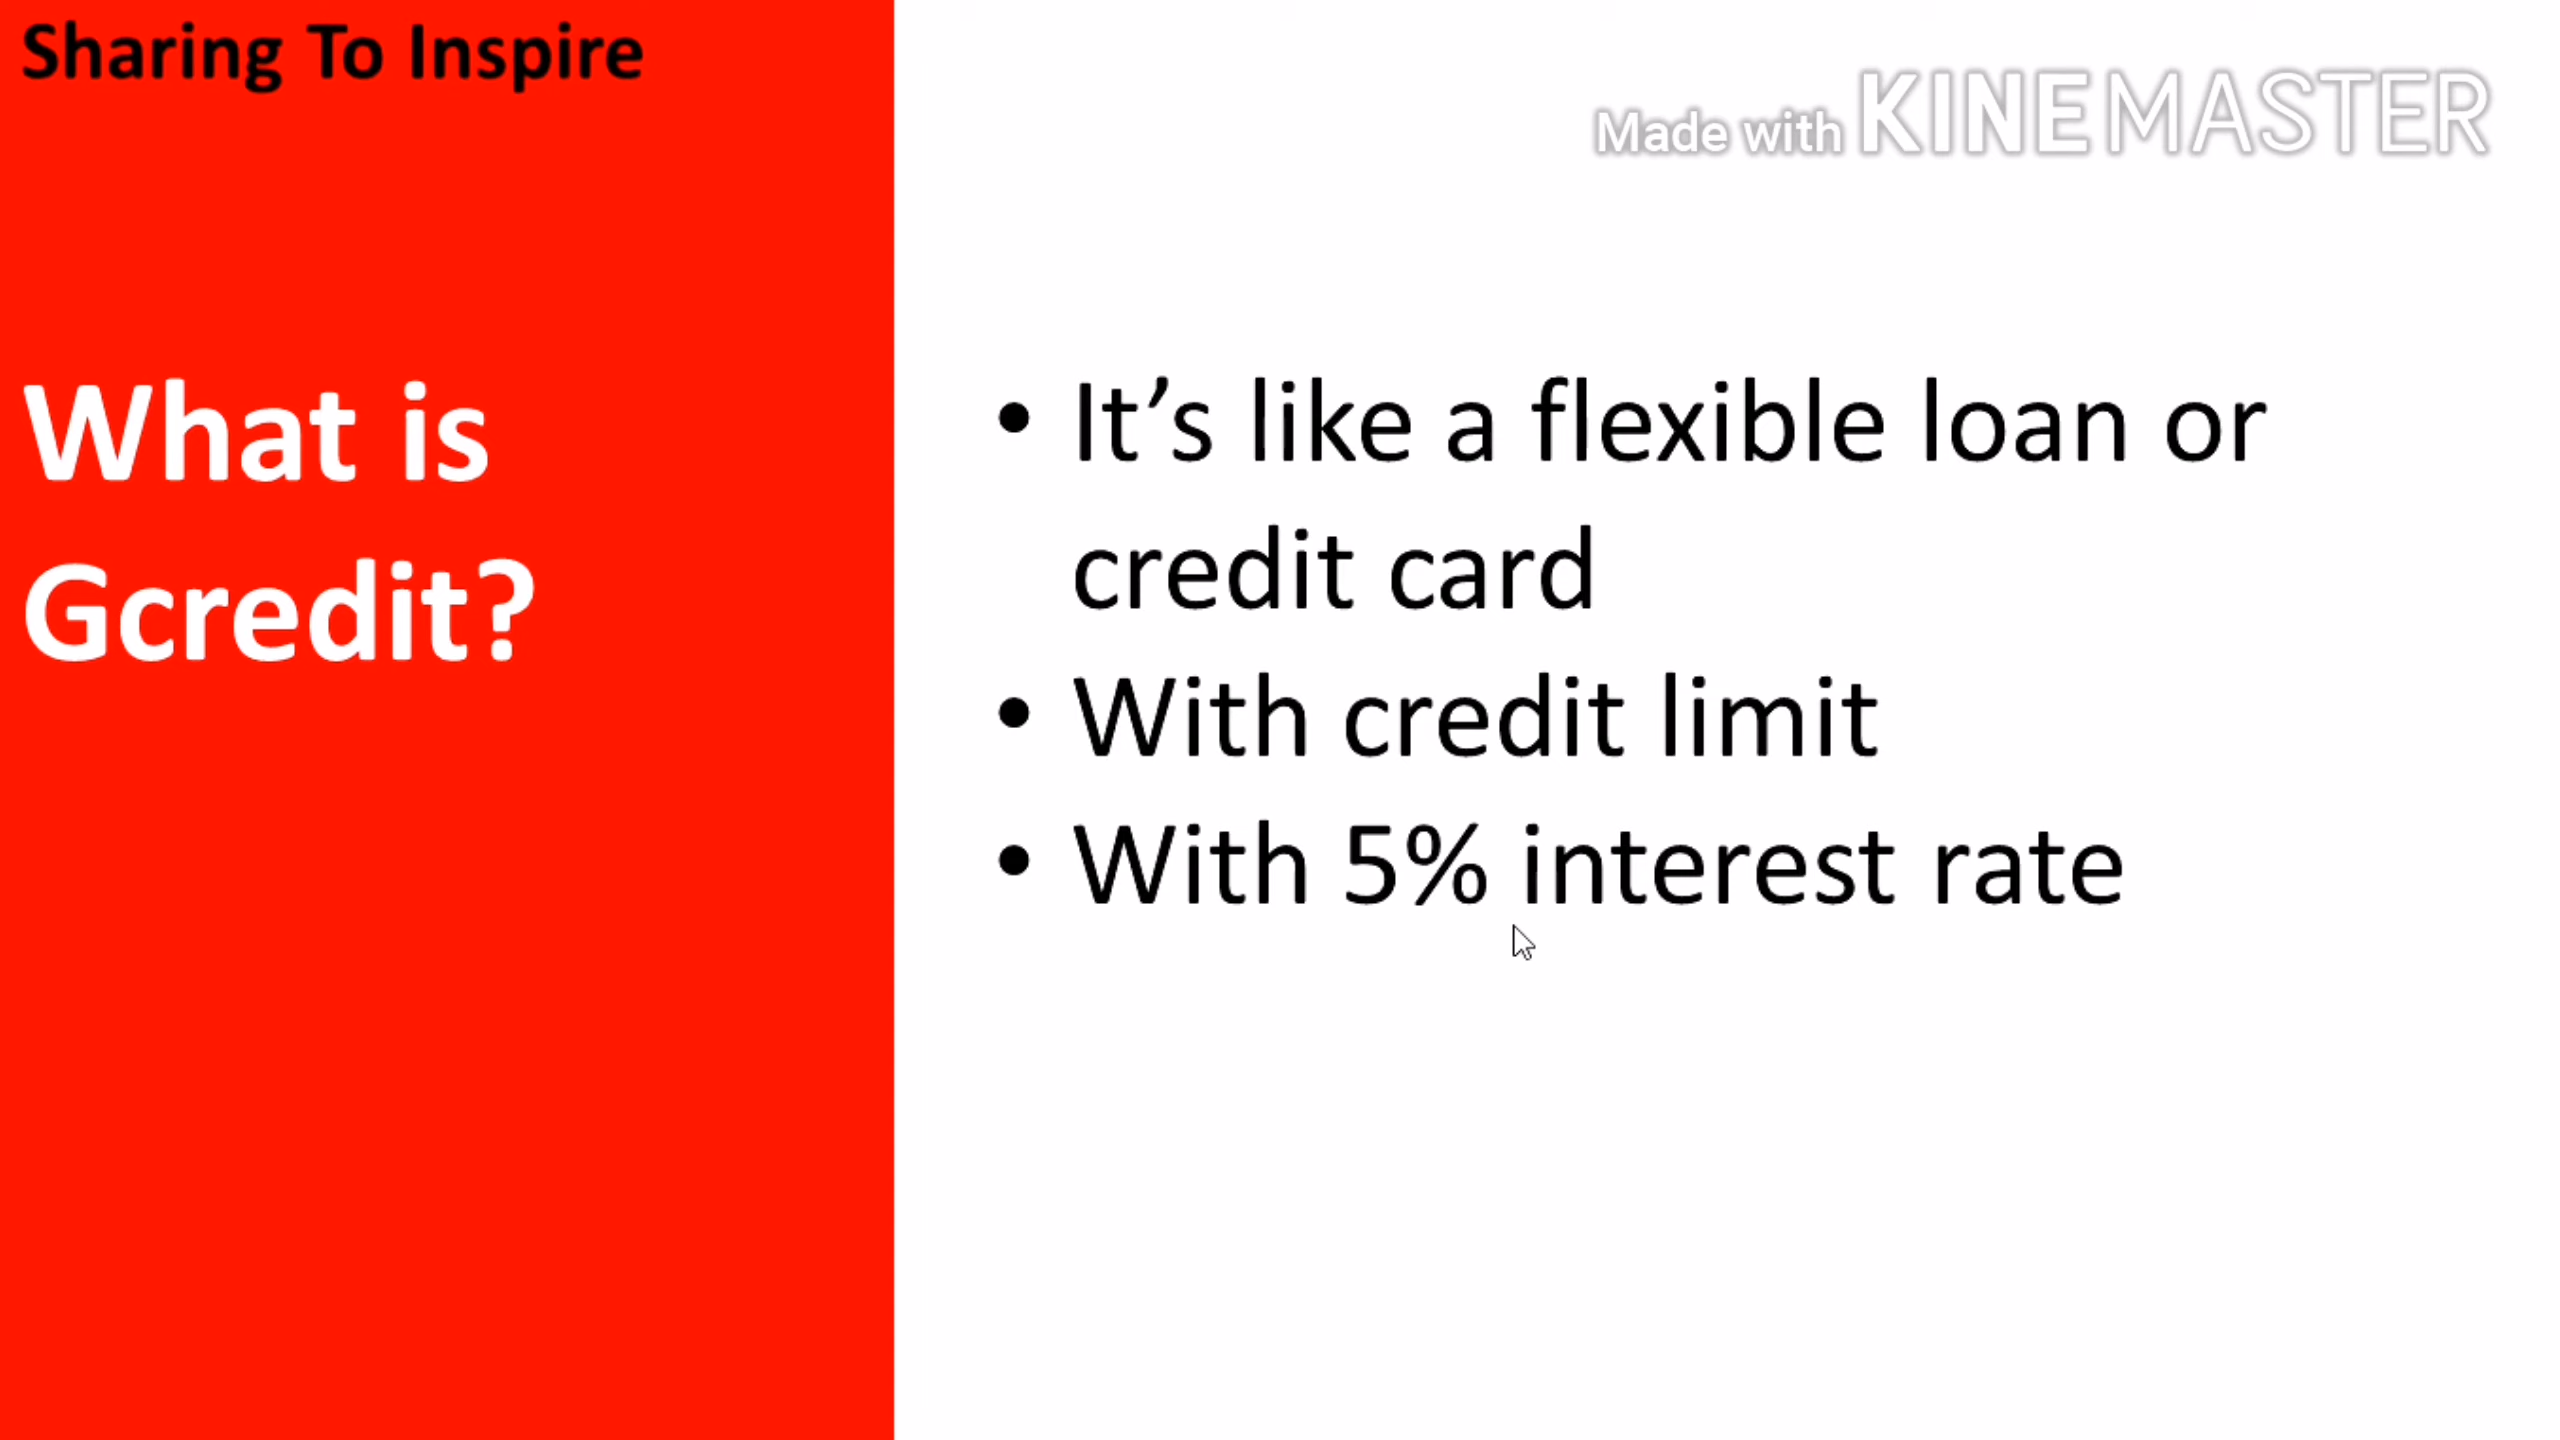 Sharing To Inspire
Made with KINEMASTER
What is
Gcredit?
• It’s like a flexible loan or
credit card
• With credit limit
• With 5% interest rate